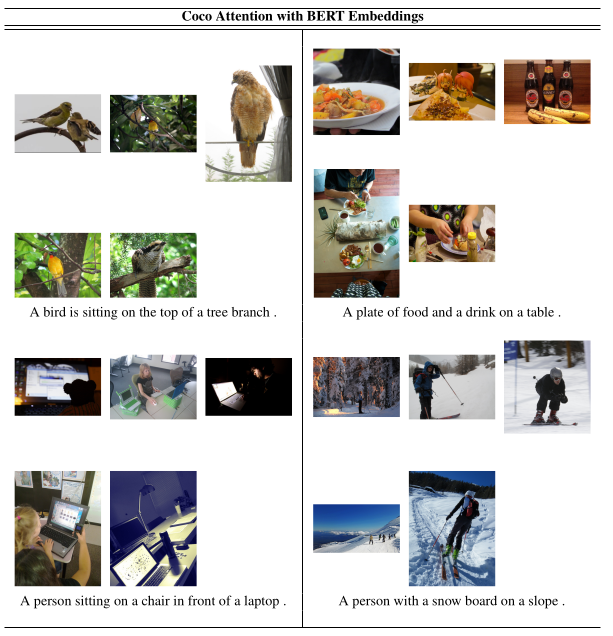 Coco Attention with BERT Embeddings
A bird is sitting on the top of a tree branch .
A plate of food and a drink on a table .
A person sitting on a chair in front of a laptop .
A person with a snow board on a slope .